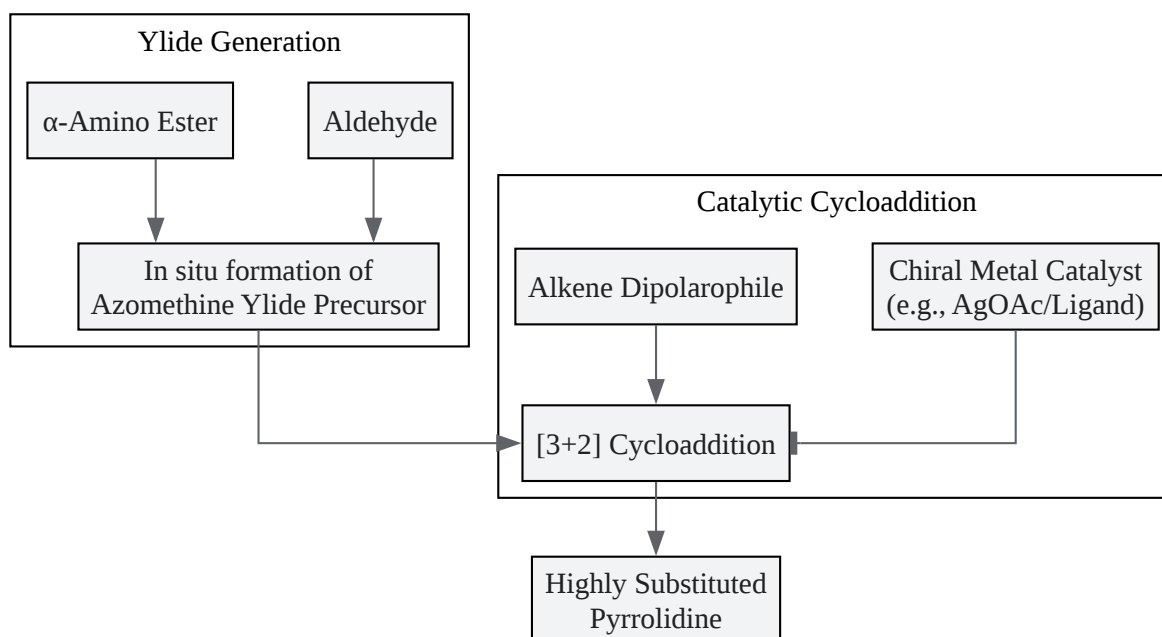 Ylide Generation
α-Amino Ester
Aldehyde
In situ formation of
Azomethine Ylide Precursor
Catalytic Cycloaddition
Alkene Dipolarophile
Chiral Metal Catalyst
(e.g., AgOAc/Ligand)
[3+2] Cycloaddition
Highly Substituted
Pyrrolidine